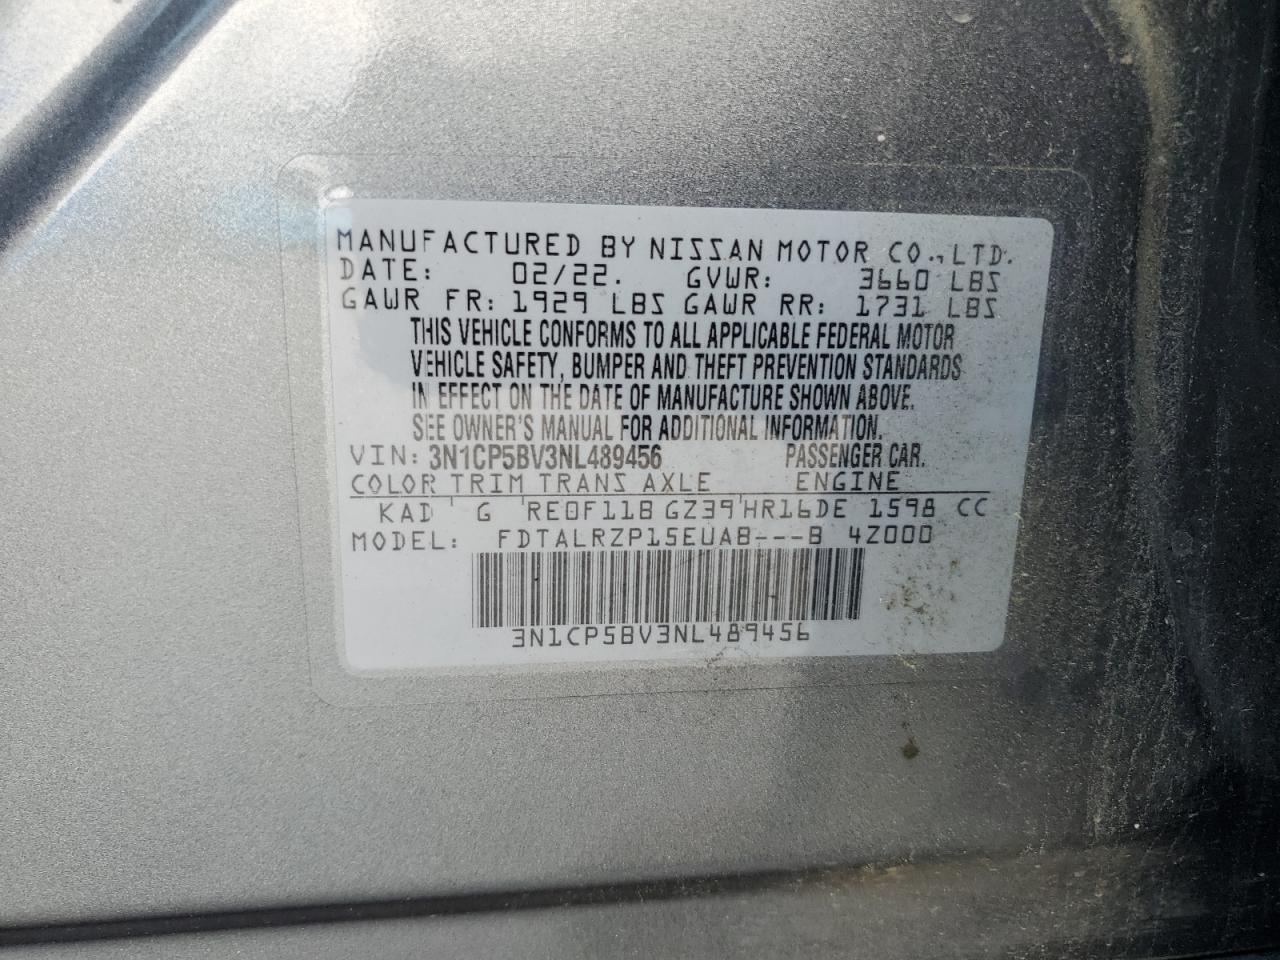 MANUFACTURED BY NISSAN MOTOR CO., LTD.
DATE: 02/22. GVWR: 3660 LBS
GAWR FR: 1929 LBS GAWR RR: 1731 LBS
THIS VEHICLE CONFORMS TO ALL APPLICABLE FEDERAL MOTOR
VEHICLE SAFETY, BUMPER AND THEFT PREVENTION STANDARDS
IN EFFECT ON THE DATE OF MANUFACTURE SHOWN ABOVE.
SEE OWNER'S MANUAL FOR ADDITIONAL INFORMATION.
VIN: 3N1CP5BV3NL489456 PASSENGER CAR.
COLOR TRIM TRANS AXLE ENGINE
KAD G RE0F11B GZ39 HR16DE 1598 CC
MODEL: FDTALRZP15EUAB---B 4Z000
3N1CP5BV3NL489456